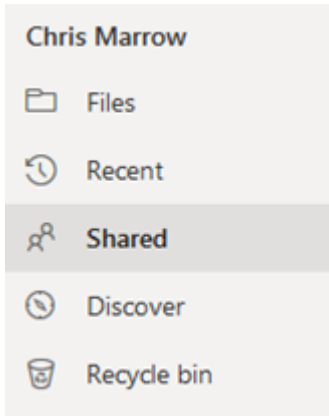 Chris Marrow
Files
Recent
Shared
Discover
Recycle bin